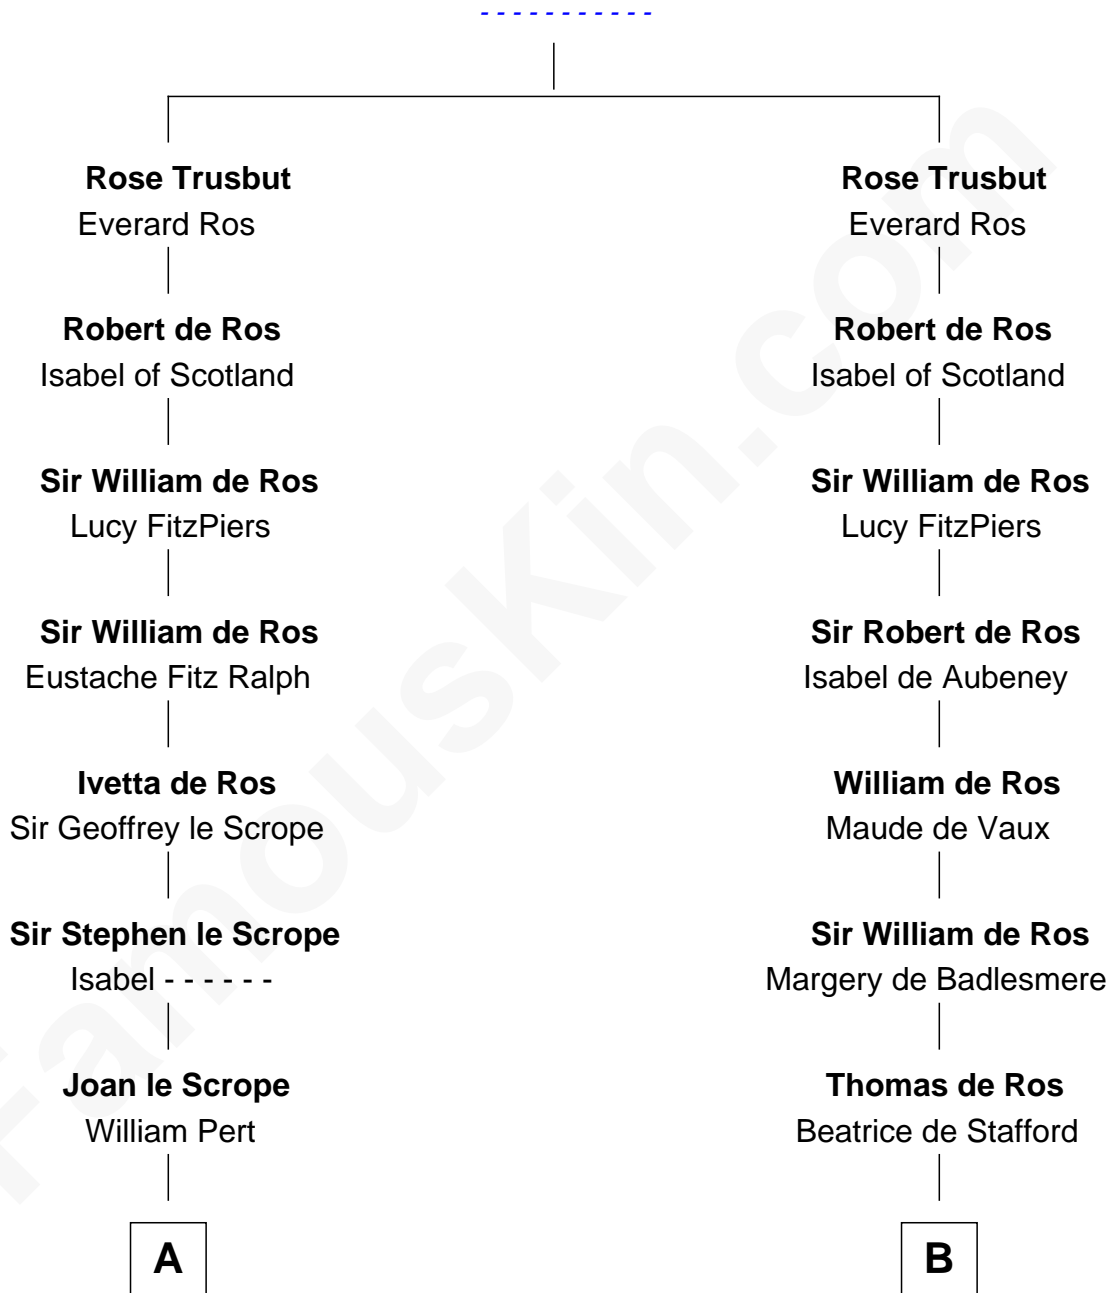 - - - - - - - - - - -
Rose Trusbut
Everard Ros
Robert de Ros
Isabel of Scotland
Sir William de Ros
Lucy FitzPiers
Sir William de Ros
Eustache Fitz Ralph
Ivetta de Ros
Sir Geoffrey le Scrope
Sir Stephen le Scrope
Isabel - - - - - -
Joan le Scrope
William Pert
A
Rose Trusbut
Everard Ros
Robert de Ros
Isabel of Scotland
Sir William de Ros
Lucy FitzPiers
Sir Robert de Ros
Isabel de Aubeney
William de Ros
Maude de Vaux
Sir William de Ros
Margery de Badlesmere
Thomas de Ros
Beatrice de Stafford
B
FamousKin.com